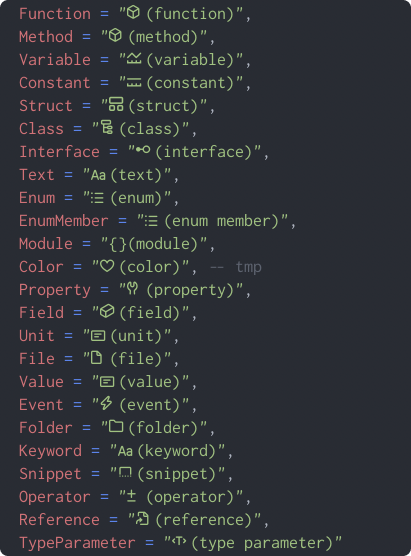 Function = "(function)",
Method = "(method)",
Variable = "(variable)",
Constant = "(constant)",
Struct = "(struct)",
Class = "(class)",
Interface = "(interface)",
Text = "Aa(text)",
Enum = "(enum)",
EnumMember = "(enum member)",
Module = "{}(module)",
Color = "♡(color)", -- tmp
Property = "(property)",
Field = "(field)",
Unit = "(unit)",
File = "(file)",
Value = "(value)",
Event = "(event)",
Folder = "(folder)",
Keyword = "Aa(keyword)",
Snippet = "(snippet)",
Operator = "± (operator)",
Reference = "(reference)",
TypeParameter = "<T>(type parameter)"